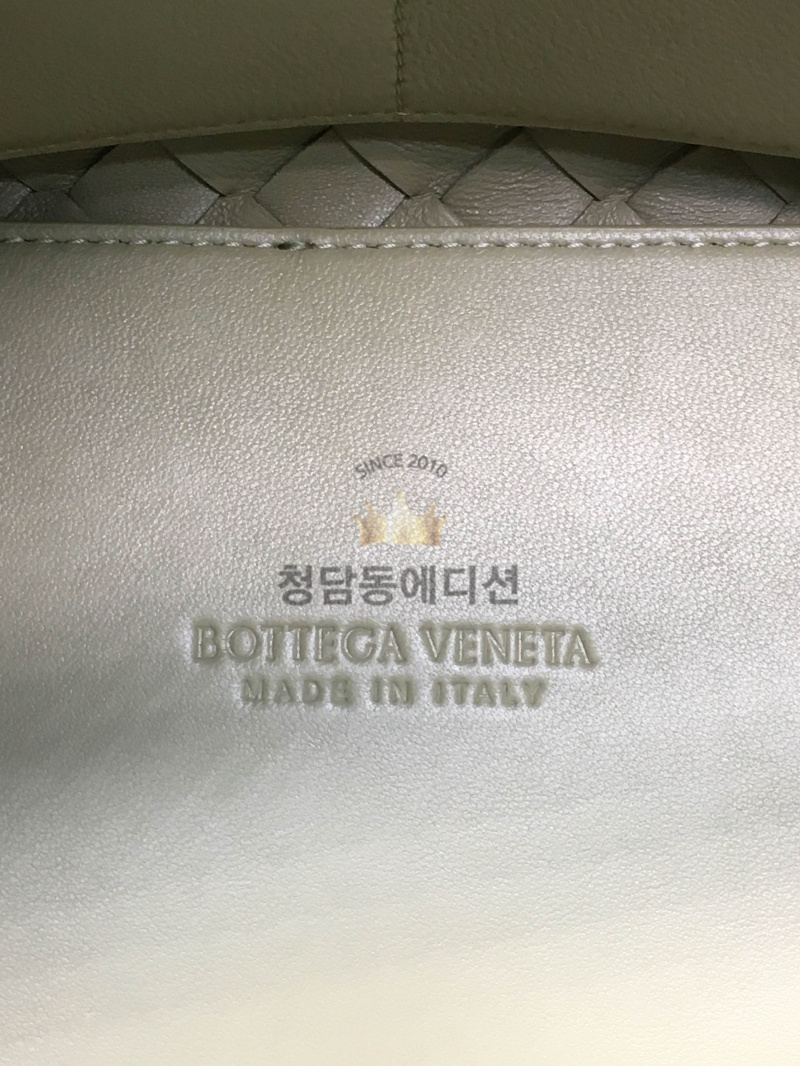 SINCE 2010
청담동에디션
BOTTEGA VENETA
MADE IN ITALY